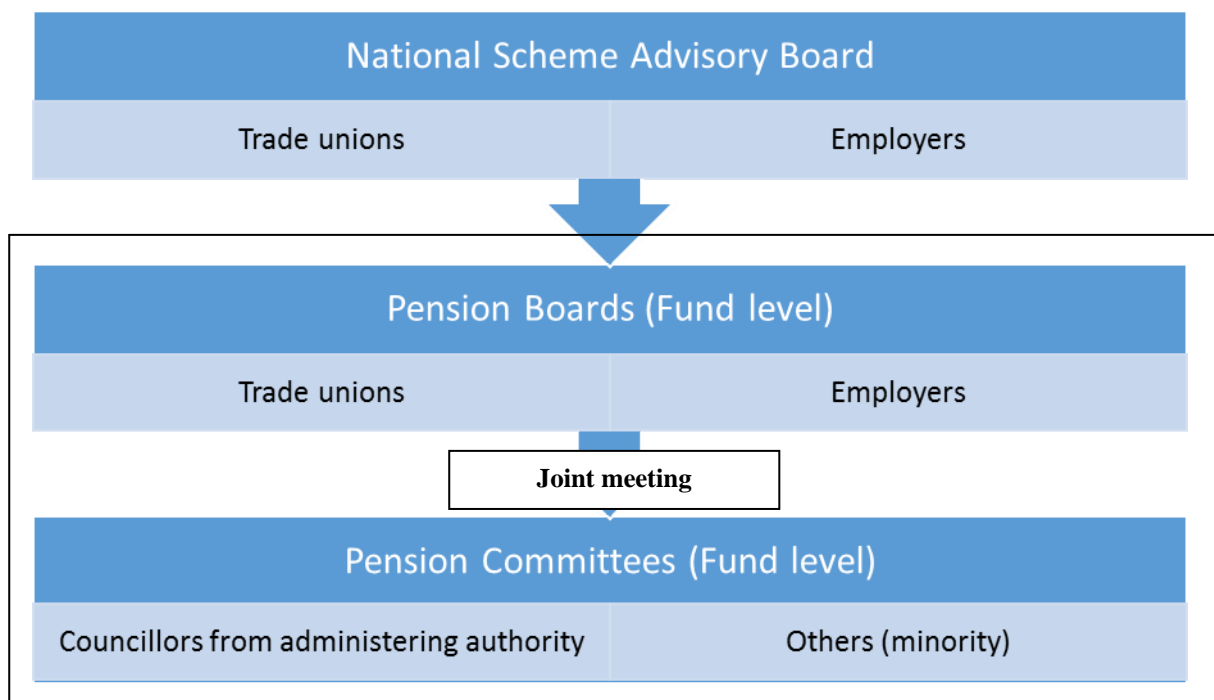 National Scheme Advisory Board
Trade unions
Employers
Pension Boards (Fund level)
Trade unions
Employers
Joint meeting
Pension Committees (Fund level)
Councillors from administering authority
Others (minority)